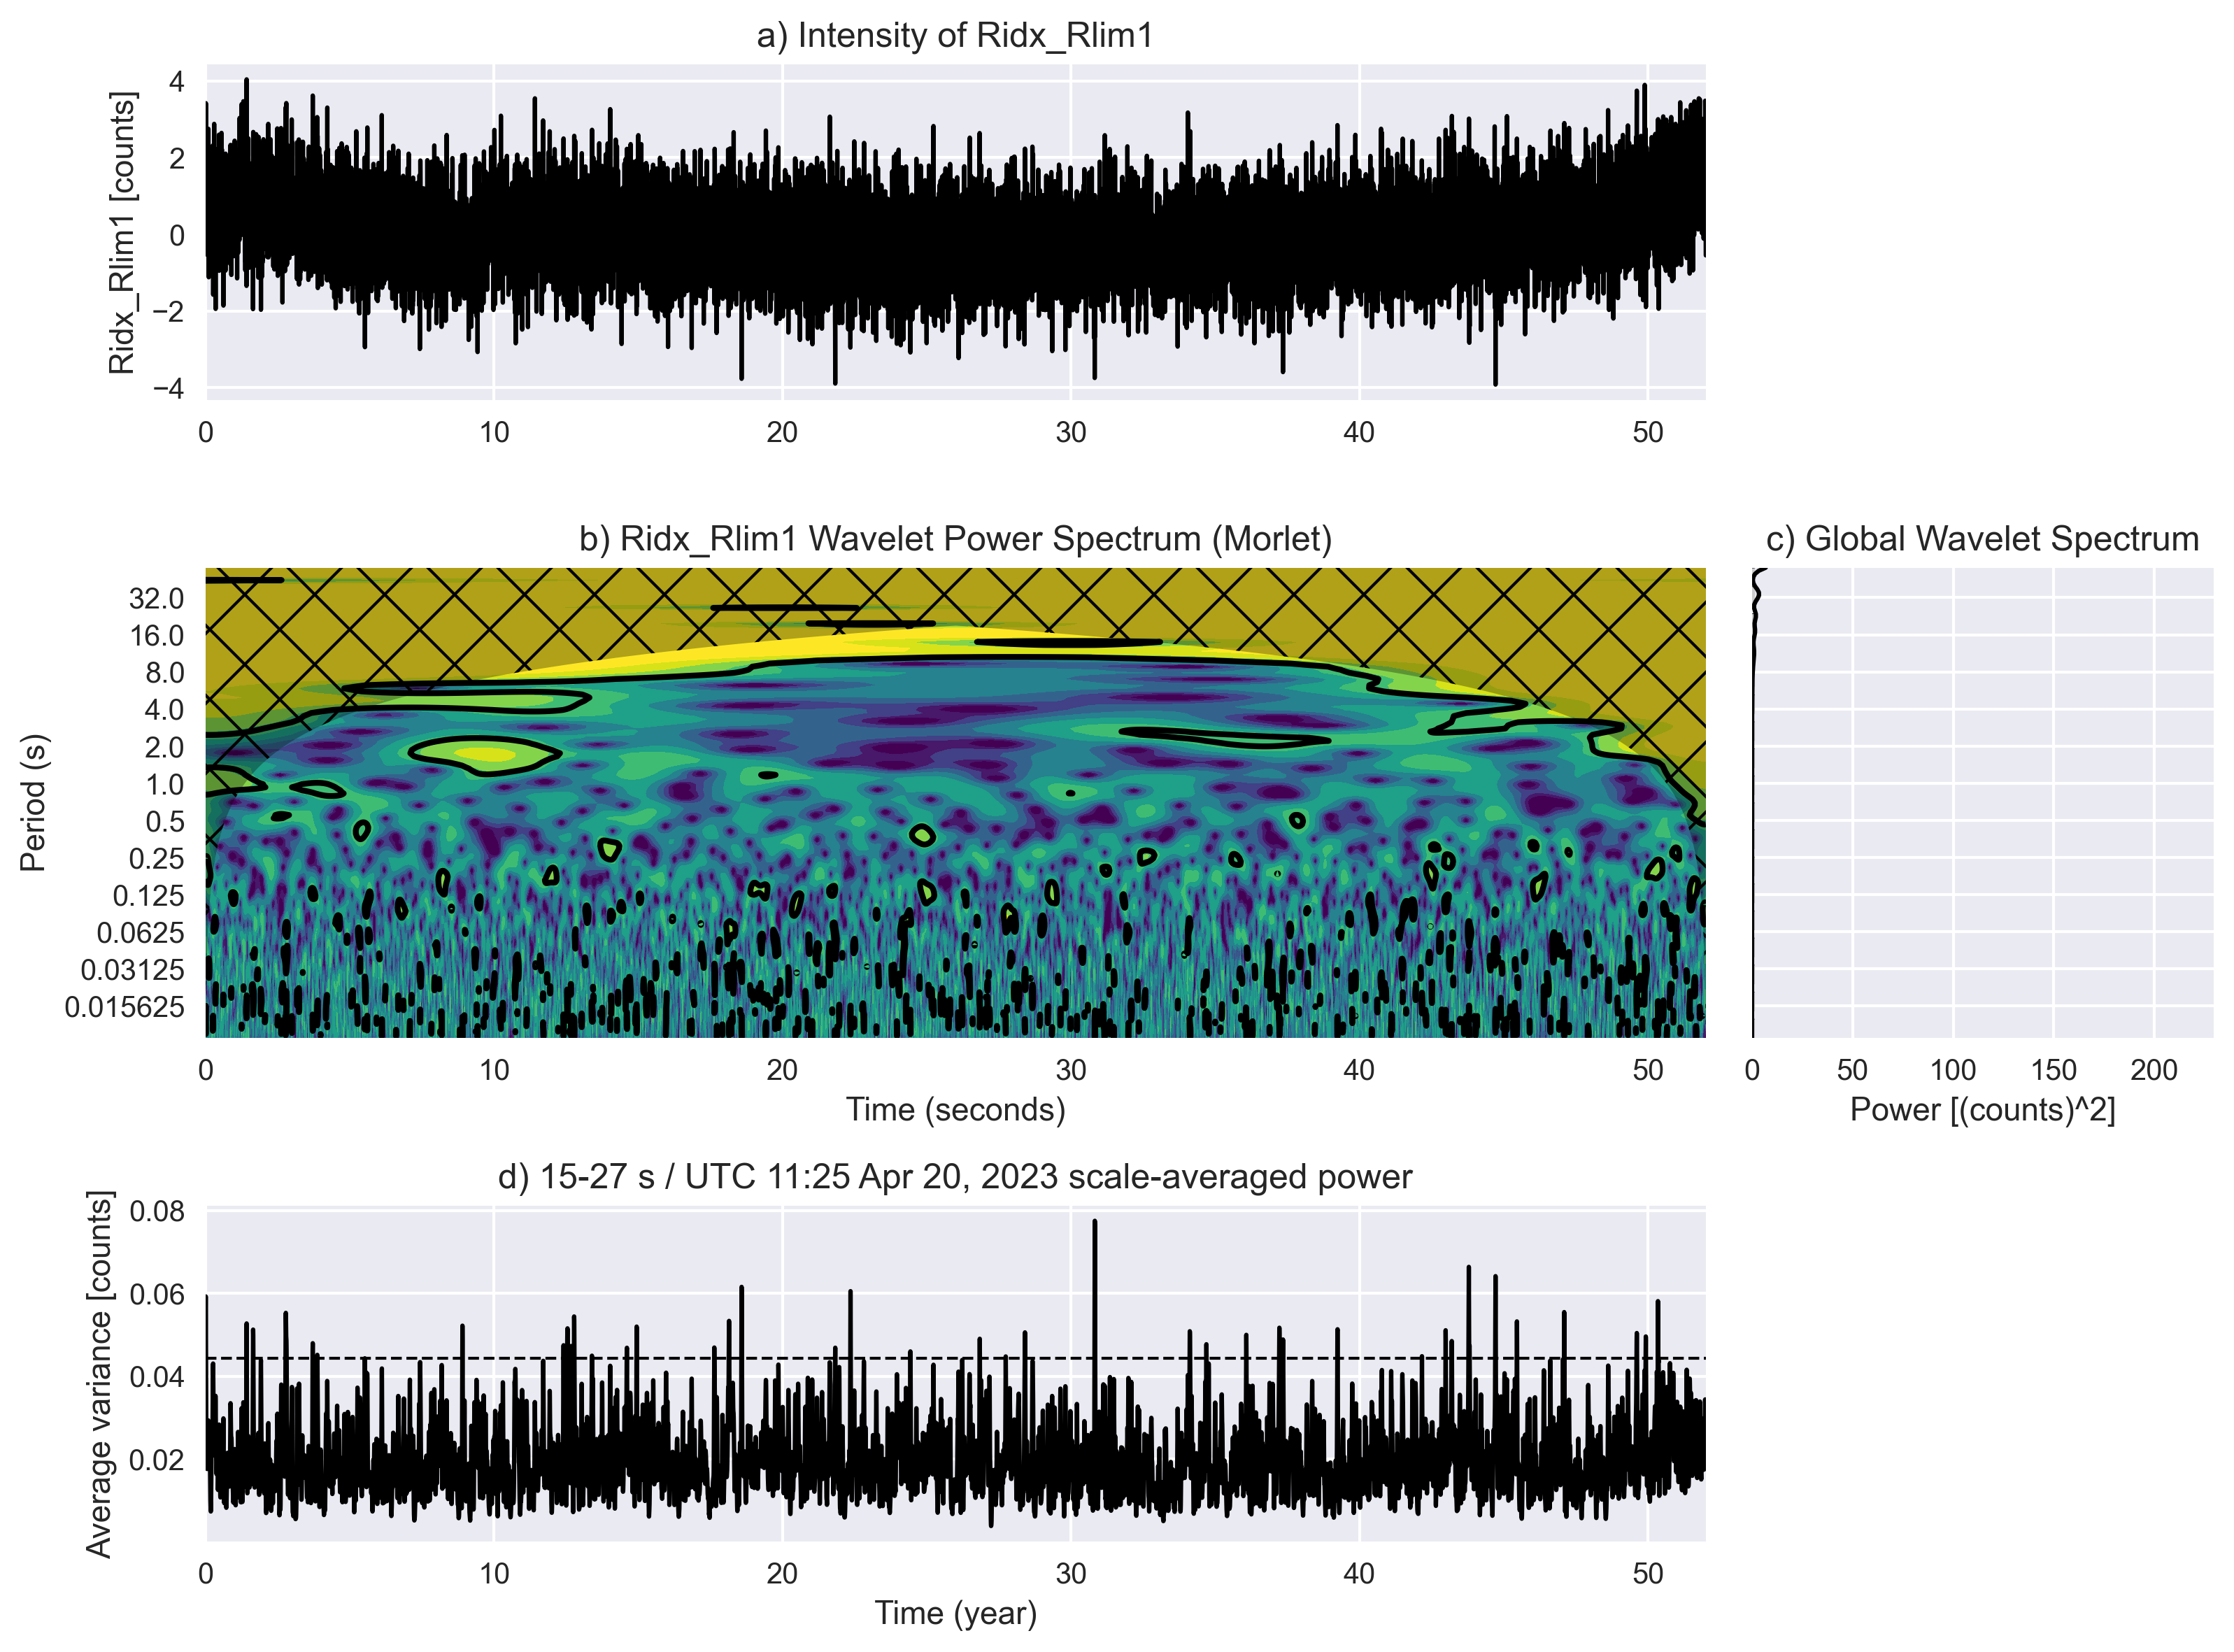 a) Intensity of Ridx_Rlim1
Ridx_Rlim1 [counts]
4
2
0
−2
−4
0 10 20 30 40 50
b) Ridx_Rlim1 Wavelet Power Spectrum (Morlet)
Period (s)
32.0
16.0
8.0
4.0
2.0
1.0
0.5
0.25
0.125
0.0625
0.03125
0.015625
0 10 20 30 40 50
Time (seconds)
c) Global Wavelet Spectrum
0 50 100 150 200
Power [(counts)^2]
d) 15-27 s / UTC 11:25 Apr 20, 2023 scale-averaged power
Average variance [counts]
0.08
0.06
0.04
0.02
0 10 20 30 40 50
Time (year)